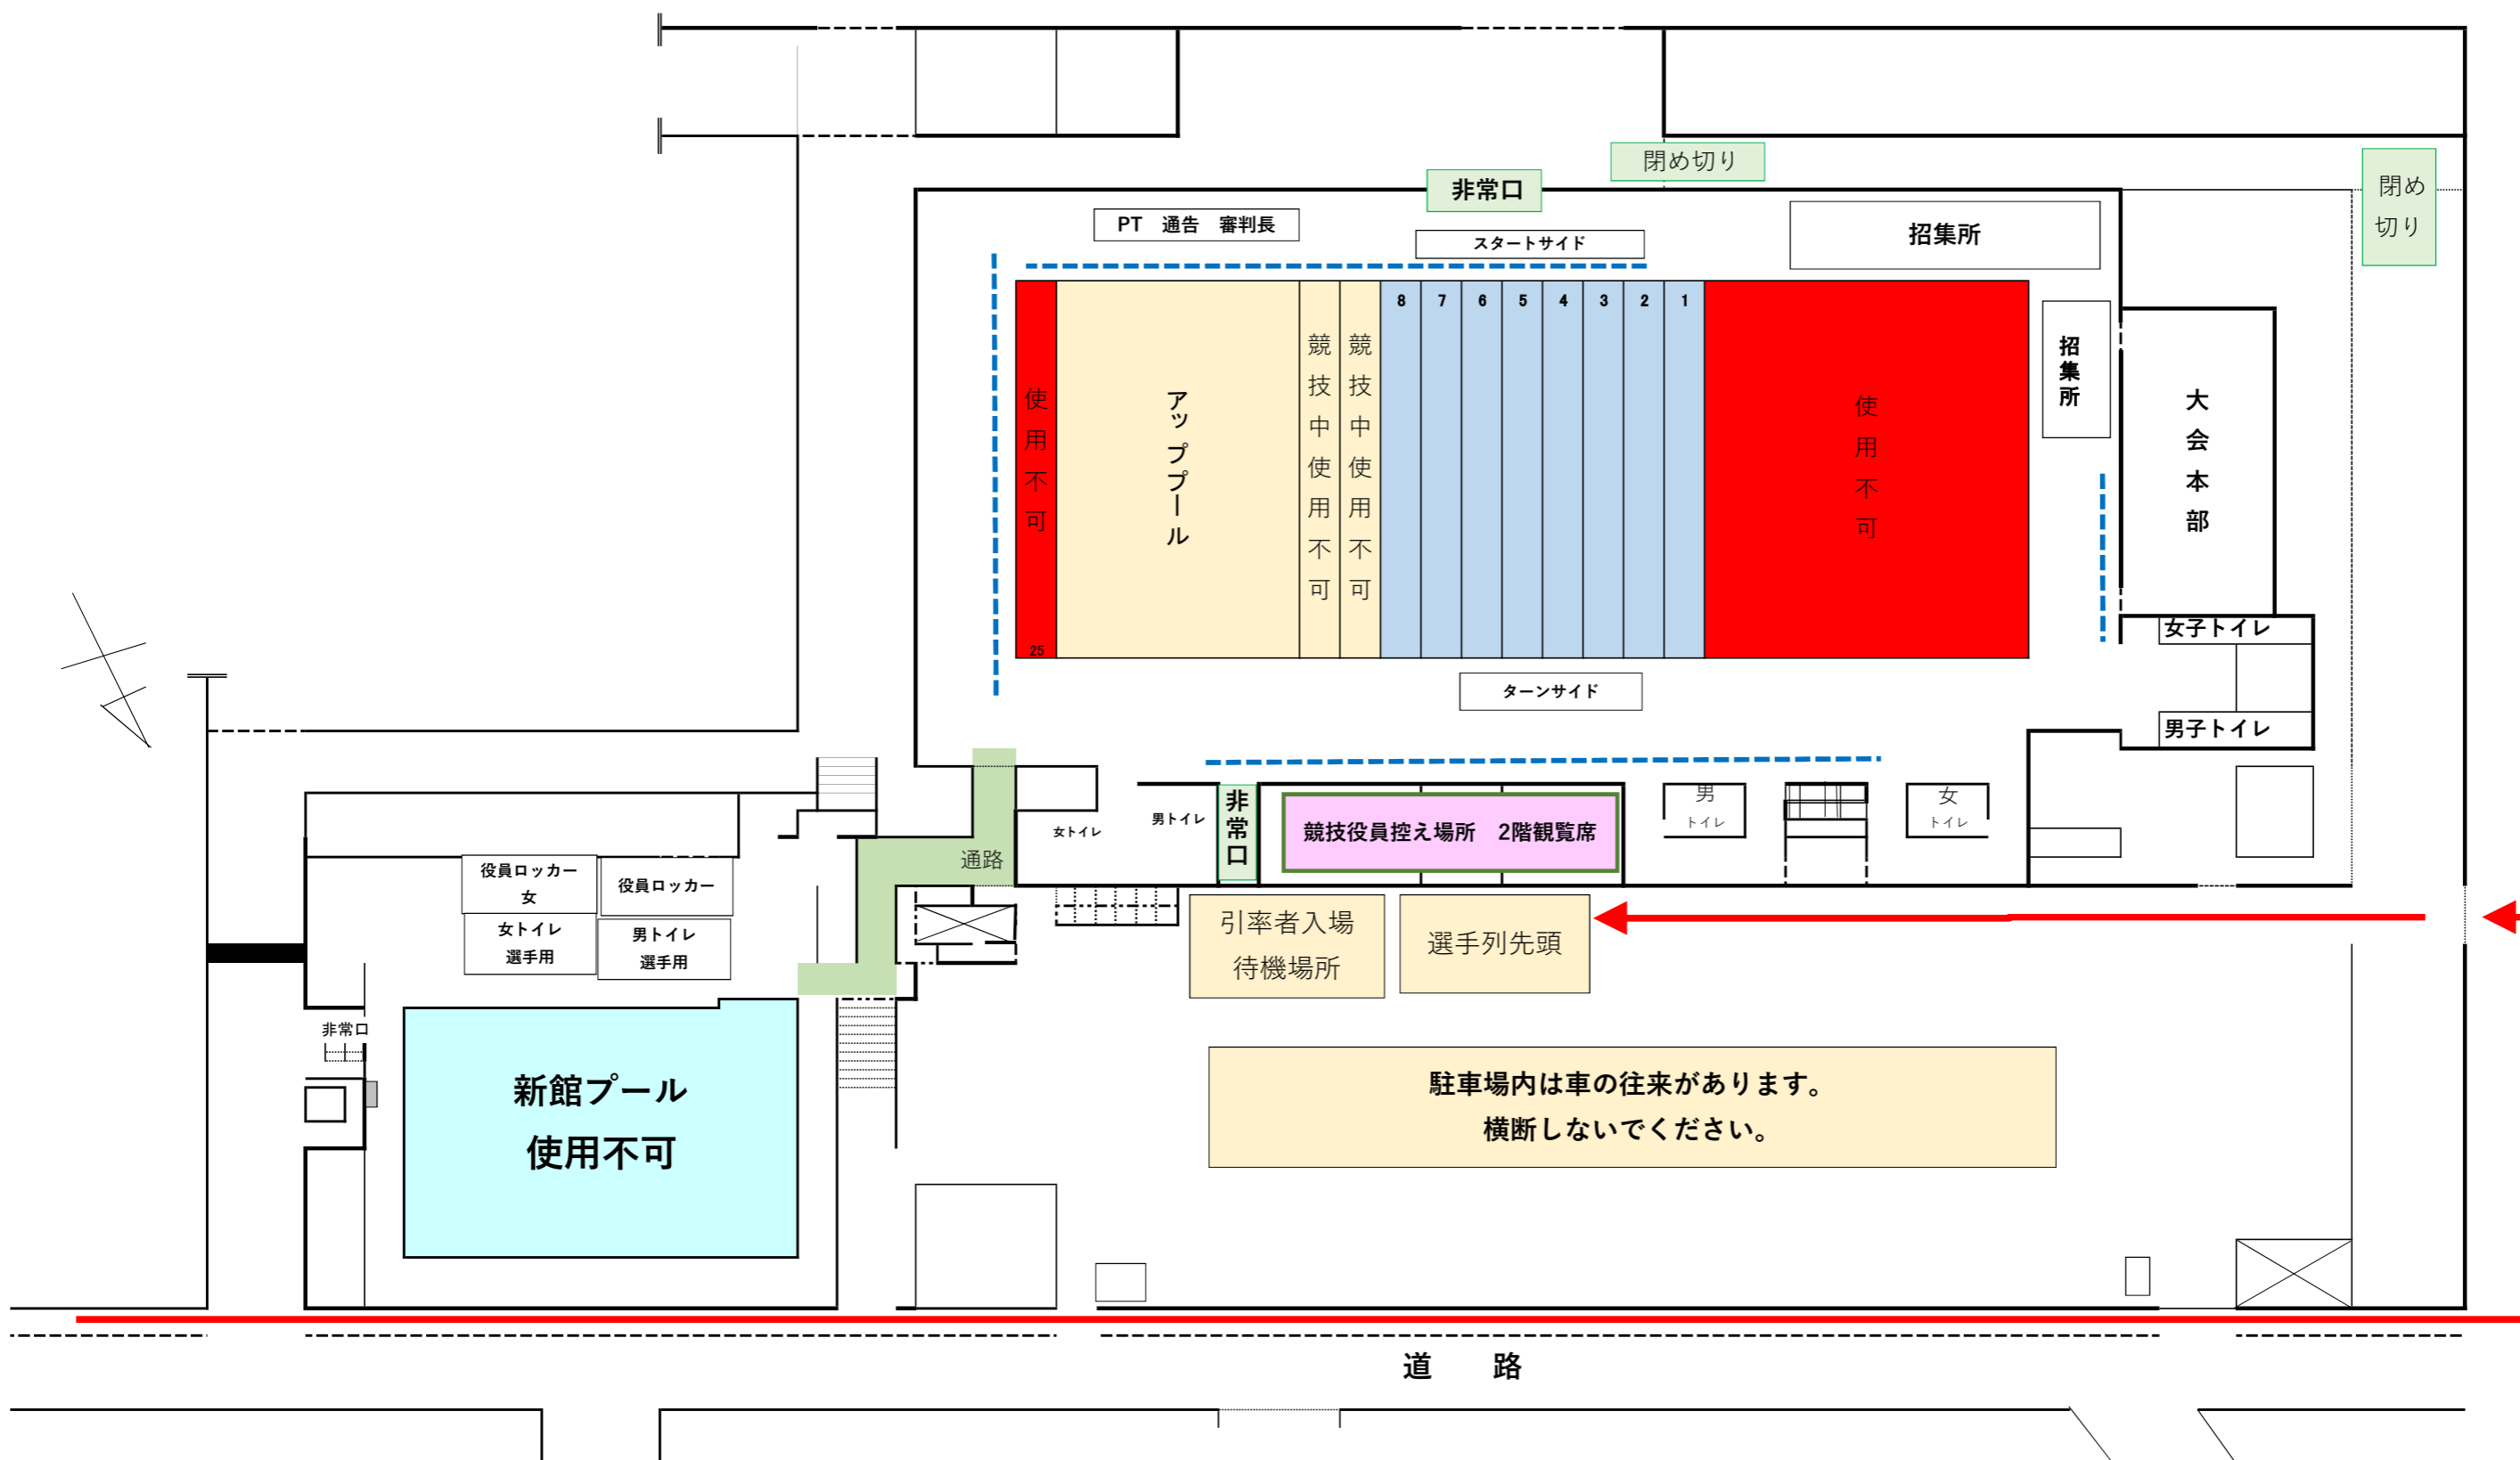 閉め切り
閉め
切り
非常口
PT　通告　審判長
スタートサイド
招集所
8 7 6 5 4 3 2 1
使用不可
25
アッププール
競技中使用不可
競技中使用不可
使用不可
招集所
大会本部
女子トイレ
男子トイレ
ターンサイド
女トイレ
男トイレ
非常口
競技役員控え場所　2階観覧席
男
トイレ
女
トイレ
通路
役員ロッカー
女
役員ロッカー
女トイレ
選手用
男トイレ
選手用
引率者入場
待機場所
選手列先頭
非常口
新館プール
使用不可
駐車場内は車の往来があります。
横断しないでください。
道　　路